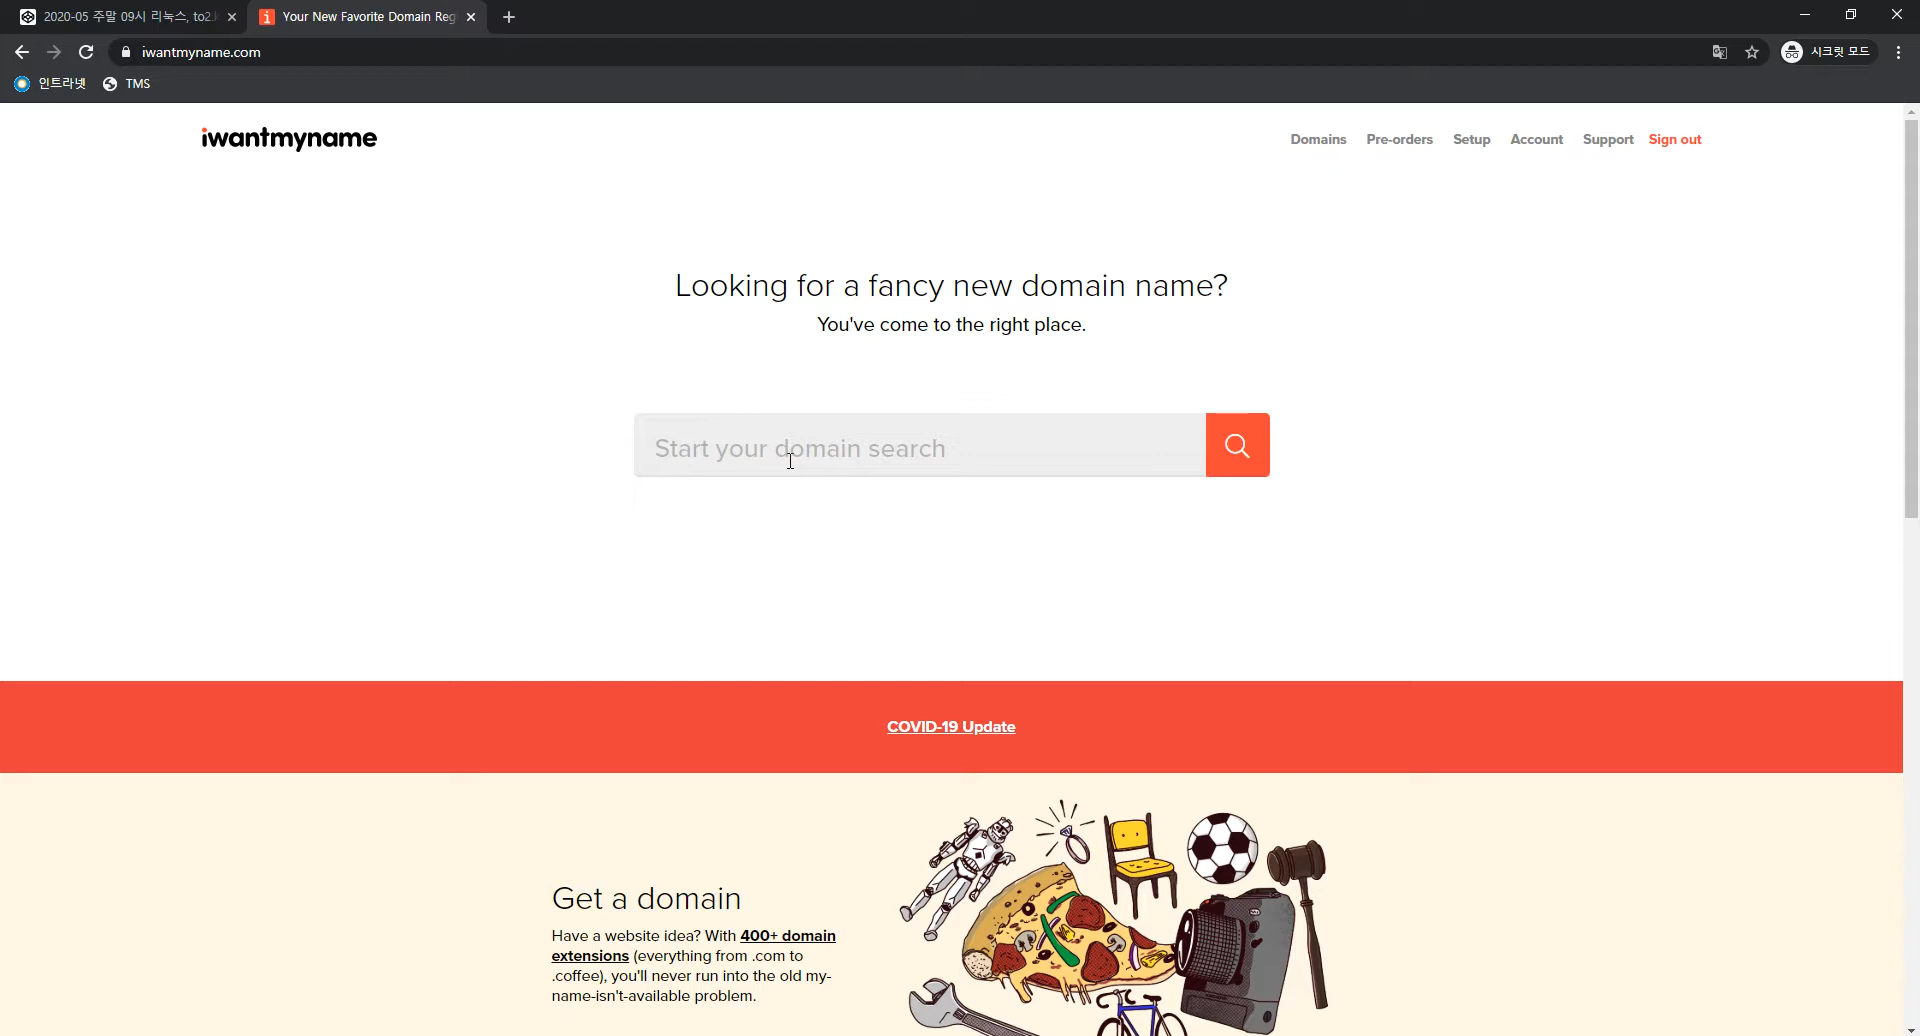 2020-05 주말 09시 리눅스, to2.
Your New Favorite Domain Reg
iwantmyname.com
시크릿 모드
인트라넷
TMS
iwantmyname
Domains Pre-orders Setup Account Support Sign out
Looking for a fancy new domain name?
You've come to the right place.
Start your domain search
COVID-19 Update
Get a domain
Have a website idea? With 400+ domain
extensions (everything from .com to
.coffee), you'll never run into the old my-
name-isn't-available problem.